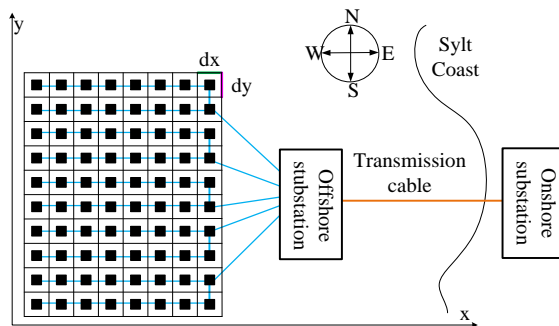 y
N
W
E
S
Sylt
Coast
dx
dy
Offshore
stubstation
Transmission
cable
Onshore
substation
x